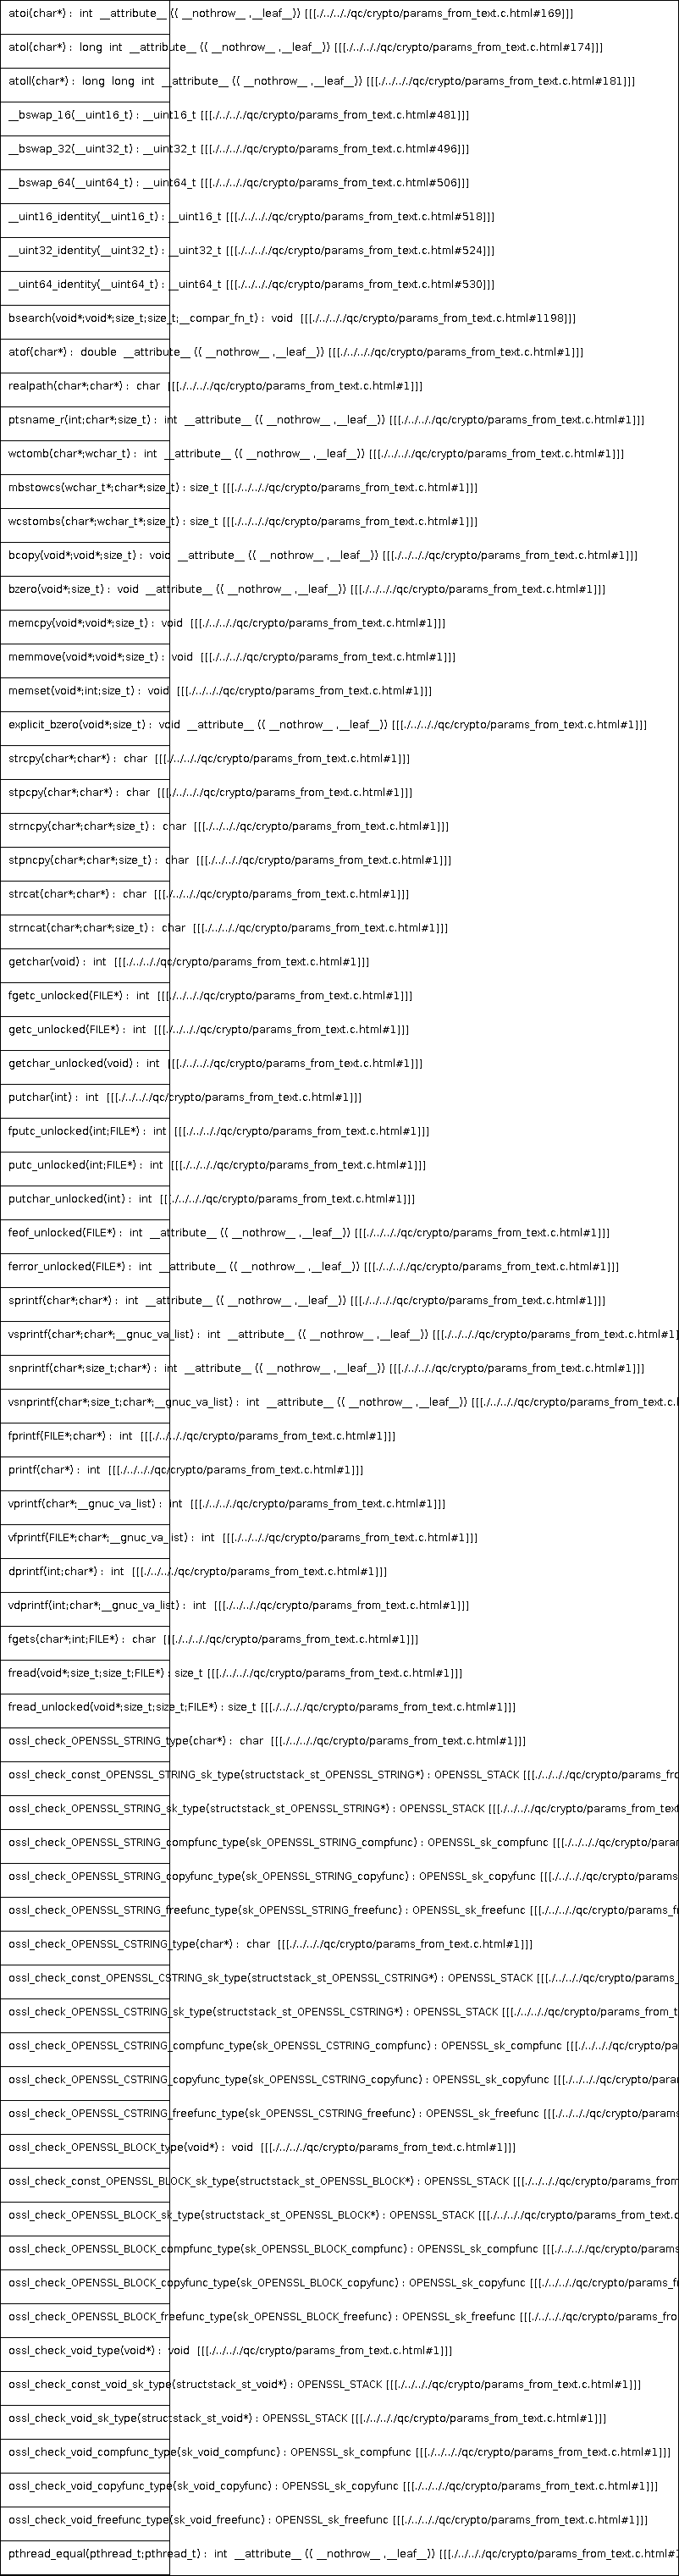 atoi(char*) : int __attribute__ (( __nothrow__ ,__leaf__)) [[[./../../qc/crypto/params_from_text.c.html#169]]]
atol(char*) : long int __attribute__ (( __nothrow__ ,__leaf__)) [[[./../../qc/crypto/params_from_text.c.html#174]]]
atoll(char*) : long long int __attribute__ (( __nothrow__ ,__leaf__)) [[[./../../qc/crypto/params_from_text.c.html#181]]]
__bswap_16(__uint16_t) : __uint16_t [[[./../../qc/crypto/params_from_text.c.html#481]]]
__bswap_32(__uint32_t) : __uint32_t [[[./../../qc/crypto/params_from_text.c.html#496]]]
__bswap_64(__uint64_t) : __uint64_t [[[./../../qc/crypto/params_from_text.c.html#506]]]
__uint16_identity(__uint16_t) : __uint16_t [[[./../../qc/crypto/params_from_text.c.html#518]]]
__uint32_identity(__uint32_t) : __uint32_t [[[./../../qc/crypto/params_from_text.c.html#524]]]
__uint64_identity(__uint64_t) : __uint64_t [[[./../../qc/crypto/params_from_text.c.html#530]]]
bsearch(void*;void*;size_t;size_t;__compar_fn_t) : void [[[./../../qc/crypto/params_from_text.c.html#1198]]]
atof(char*) : double __attribute__ (( __nothrow__ ,__leaf__)) [[[./../../qc/crypto/params_from_text.c.html#1]]]
realpath(char*;char*) : char [[[./../../qc/crypto/params_from_text.c.html#1]]]
ptsname_r(int;char*;size_t) : int __attribute__ (( __nothrow__ ,__leaf__)) [[[./../../qc/crypto/params_from_text.c.html#1]]]
wctomb(char*;wchar_t) : int __attribute__ (( __nothrow__ ,__leaf__)) [[[./../../qc/crypto/params_from_text.c.html#1]]]
mbstowcs(wchar_t*;char*;size_t) : size_t [[[./../../qc/crypto/params_from_text.c.html#1]]]
wcstombs(char*;wchar_t*;size_t) : size_t [[[./../../qc/crypto/params_from_text.c.html#1]]]
bcopy(void*;void*;size_t) : void __attribute__ (( __nothrow__ ,__leaf__)) [[[./../../qc/crypto/params_from_text.c.html#1]]]
bzero(void*;size_t) : void __attribute__ (( __nothrow__ ,__leaf__)) [[[./../../qc/crypto/params_from_text.c.html#1]]]
memcpy(void*;void*;size_t) : void [[[./../../qc/crypto/params_from_text.c.html#1]]]
memmove(void*;void*;size_t) : void [[[./../../qc/crypto/params_from_text.c.html#1]]]
memset(void*;int;size_t) : void [[[./../../qc/crypto/params_from_text.c.html#1]]]
explicit_bzero(void*;size_t) : void __attribute__ (( __nothrow__ ,__leaf__)) [[[./../../qc/crypto/params_from_text.c.html#1]]]
strcpy(char*;char*) : char [[[./../../qc/crypto/params_from_text.c.html#1]]]
stpcpy(char*;char*) : char [[[./../../qc/crypto/params_from_text.c.html#1]]]
strncpy(char*;char*;size_t) : char [[[./../../qc/crypto/params_from_text.c.html#1]]]
stpncpy(char*;char*;size_t) : char [[[./../../qc/crypto/params_from_text.c.html#1]]]
strcat(char*;char*) : char [[[./../../qc/crypto/params_from_text.c.html#1]]]
strncat(char*;char*;size_t) : char [[[./../../qc/crypto/params_from_text.c.html#1]]]
getchar(void) : int [[[./../../qc/crypto/params_from_text.c.html#1]]]
fgetc_unlocked(FILE*) : int [[[./../../qc/crypto/params_from_text.c.html#1]]]
getc_unlocked(FILE*) : int [[[./../../qc/crypto/params_from_text.c.html#1]]]
getchar_unlocked(void) : int [[[./../../qc/crypto/params_from_text.c.html#1]]]
putchar(int) : int [[[./../../qc/crypto/params_from_text.c.html#1]]]
fputc_unlocked(int;FILE*) : int [[[./../../qc/crypto/params_from_text.c.html#1]]]
putc_unlocked(int;FILE*) : int [[[./../../qc/crypto/params_from_text.c.html#1]]]
putchar_unlocked(int) : int [[[./../../qc/crypto/params_from_text.c.html#1]]]
feof_unlocked(FILE*) : int __attribute__ (( __nothrow__ ,__leaf__)) [[[./../../qc/crypto/params_from_text.c.html#1]]]
ferror_unlocked(FILE*) : int __attribute__ (( __nothrow__ ,__leaf__)) [[[./../../qc/crypto/params_from_text.c.html#1]]]
sprintf(char*;char*) : int __attribute__ (( __nothrow__ ,__leaf__)) [[[./../../qc/crypto/params_from_text.c.html#1]]]
vsprintf(char*;char*;__gnuc_va_list) : int __attribute__ (( __nothrow__ ,__leaf__)) [[[./../../qc/crypto/params_from_text.c.html#1]
snprintf(char*;size_t;char*) : int __attribute__ (( __nothrow__ ,__leaf__)) [[[./../../qc/crypto/params_from_text.c.html#1]]]
vsnprintf(char*;size_t;char*;__gnuc_va_list) : int __attribute__ (( __nothrow__ ,__leaf__)) [[[./../../qc/crypto/params_from_text.c.
fprintf(FILE*;char*) : int [[[./../../qc/crypto/params_from_text.c.html#1]]]
printf(char*) : int [[[./../../qc/crypto/params_from_text.c.html#1]]]
vprintf(char*;__gnuc_va_list) : int [[[./../../qc/crypto/params_from_text.c.html#1]]]
vfprintf(FILE*;char*;__gnuc_va_list) : int [[[./../../qc/crypto/params_from_text.c.html#1]]]
dprintf(int;char*) : int [[[./../../qc/crypto/params_from_text.c.html#1]]]
vdprintf(int;char*;__gnuc_va_list) : int [[[./../../qc/crypto/params_from_text.c.html#1]]]
fgets(char*;int;FILE*) : char [[[./../../qc/crypto/params_from_text.c.html#1]]]
fread(void*;size_t;size_t;FILE*) : size_t [[[./../../qc/crypto/params_from_text.c.html#1]]]
fread_unlocked(void*;size_t;size_t;FILE*) : size_t [[[./../../qc/crypto/params_from_text.c.html#1]]]
ossl_check_OPENSSL_STRING_type(char*) : char [[[./../../qc/crypto/params_from_text.c.html#1]]]
ossl_check_const_OPENSSL_STRING_sk_type(structstack_st_OPENSSL_STRING*) : OPENSSL_STACK [[[./../../qc/crypto/params_fro
ossl_check_OPENSSL_STRING_sk_type(structstack_st_OPENSSL_STRING*) : OPENSSL_STACK [[[./../../qc/crypto/params_from_text
ossl_check_OPENSSL_STRING_compfunc_type(sk_OPENSSL_STRING_compfunc) : OPENSSL_sk_compfunc [[[./../../qc/crypto/para
ossl_check_OPENSSL_STRING_copyfunc_type(sk_OPENSSL_STRING_copyfunc) : OPENSSL_sk_copyfunc [[[./../../qc/crypto/params
ossl_check_OPENSSL_STRING_freefunc_type(sk_OPENSSL_STRING_freefunc) : OPENSSL_sk_freefunc [[[./../../qc/crypto/params_f
ossl_check_OPENSSL_CSTRING_type(char*) : char [[[./../../qc/crypto/params_from_text.c.html#1]]]
ossl_check_const_OPENSSL_CSTRING_sk_type(structstack_st_OPENSSL_CSTRING*) : OPENSSL_STACK [[[./../../qc/crypto/params_
ossl_check_OPENSSL_CSTRING_sk_type(structstack_st_OPENSSL_CSTRING*) : OPENSSL_STACK [[[./../../qc/crypto/params_from_t
ossl_check_OPENSSL_CSTRING_compfunc_type(sk_OPENSSL_CSTRING_compfunc) : OPENSSL_sk_compfunc [[[./../../qc/crypto/pa
ossl_check_OPENSSL_CSTRING_copyfunc_type(sk_OPENSSL_CSTRING_copyfunc) : OPENSSL_sk_copyfunc [[[./../../qc/crypto/para
ossl_check_OPENSSL_CSTRING_freefunc_type(sk_OPENSSL_CSTRING_freefunc) : OPENSSL_sk_freefunc [[[./../../qc/crypto/params
ossl_check_OPENSSL_BLOCK_type(void*) : void [[[./../../qc/crypto/params_from_text.c.html#1]]]
ossl_check_const_OPENSSL_BLOCK_sk_type(structstack_st_OPENSSL_BLOCK*) : OPENSSL_STACK [[[./../../qc/crypto/params_from
ossl_check_OPENSSL_BLOCK_sk_type(structstack_st_OPENSSL_BLOCK*) : OPENSSL_STACK [[[./../../qc/crypto/params_from_text.c
ossl_check_OPENSSL_BLOCK_compfunc_type(sk_OPENSSL_BLOCK_compfunc) : OPENSSL_sk_compfunc [[[./../../qc/crypto/params
ossl_check_OPENSSL_BLOCK_copyfunc_type(sk_OPENSSL_BLOCK_copyfunc) : OPENSSL_sk_copyfunc [[[./../../qc/crypto/params_f
ossl_check_OPENSSL_BLOCK_freefunc_type(sk_OPENSSL_BLOCK_freefunc) : OPENSSL_sk_freefunc [[[./../../qc/crypto/params_fro
ossl_check_void_type(void*) : void [[[./../../qc/crypto/params_from_text.c.html#1]]]
ossl_check_const_void_sk_type(structstack_st_void*) : OPENSSL_STACK [[[./../../qc/crypto/params_from_text.c.html#1]]]
ossl_check_void_sk_type(structstack_st_void*) : OPENSSL_STACK [[[./../../qc/crypto/params_from_text.c.html#1]]]
ossl_check_void_compfunc_type(sk_void_compfunc) : OPENSSL_sk_compfunc [[[./../../qc/crypto/params_from_text.c.html#1]]]
ossl_check_void_copyfunc_type(sk_void_copyfunc) : OPENSSL_sk_copyfunc [[[./../../qc/crypto/params_from_text.c.html#1]]]
ossl_check_void_freefunc_type(sk_void_freefunc) : OPENSSL_sk_freefunc [[[./../../qc/crypto/params_from_text.c.html#1]]]
pthread_equal(pthread_t;pthread_t) : int __attribute__ (( __nothrow__ ,__leaf__)) [[[./../../qc/crypto/params_from_text.c.html#1